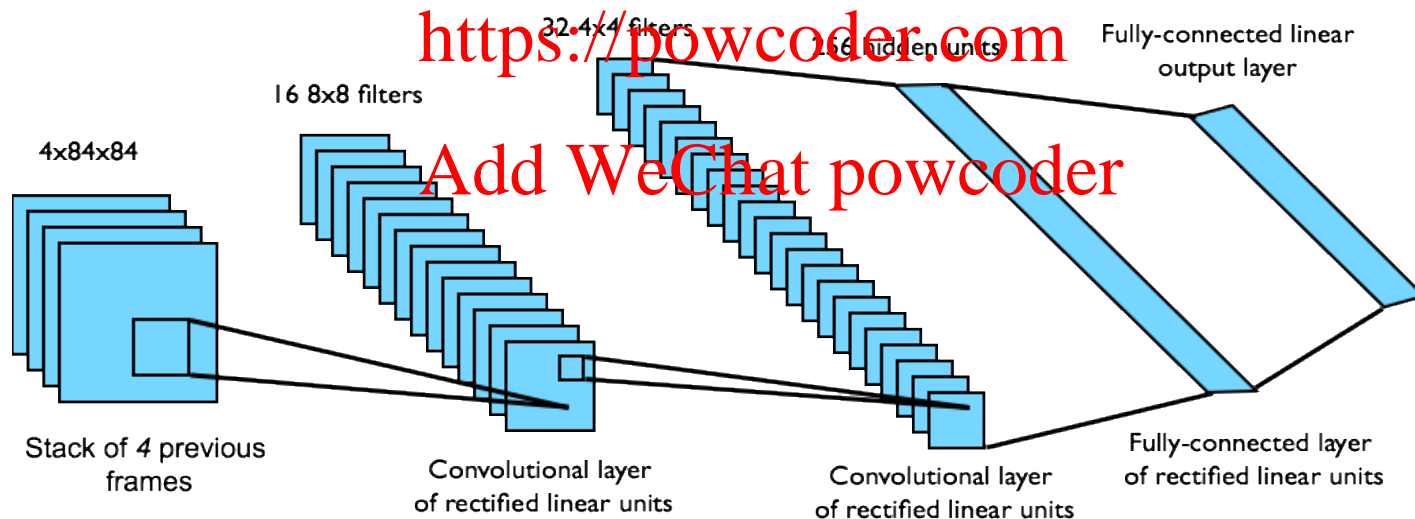 https://powcoder.com
32 4x4 filters
256 hidden units
Fully-connected linear
output layer
16 8x8 filters
4x84x84
Add WeChat powcoder
Stack of 4 previous
frames
Convolutional layer
of rectified linear units
Convolutional layer
of rectified linear units
Fully-connected layer
of rectified linear units